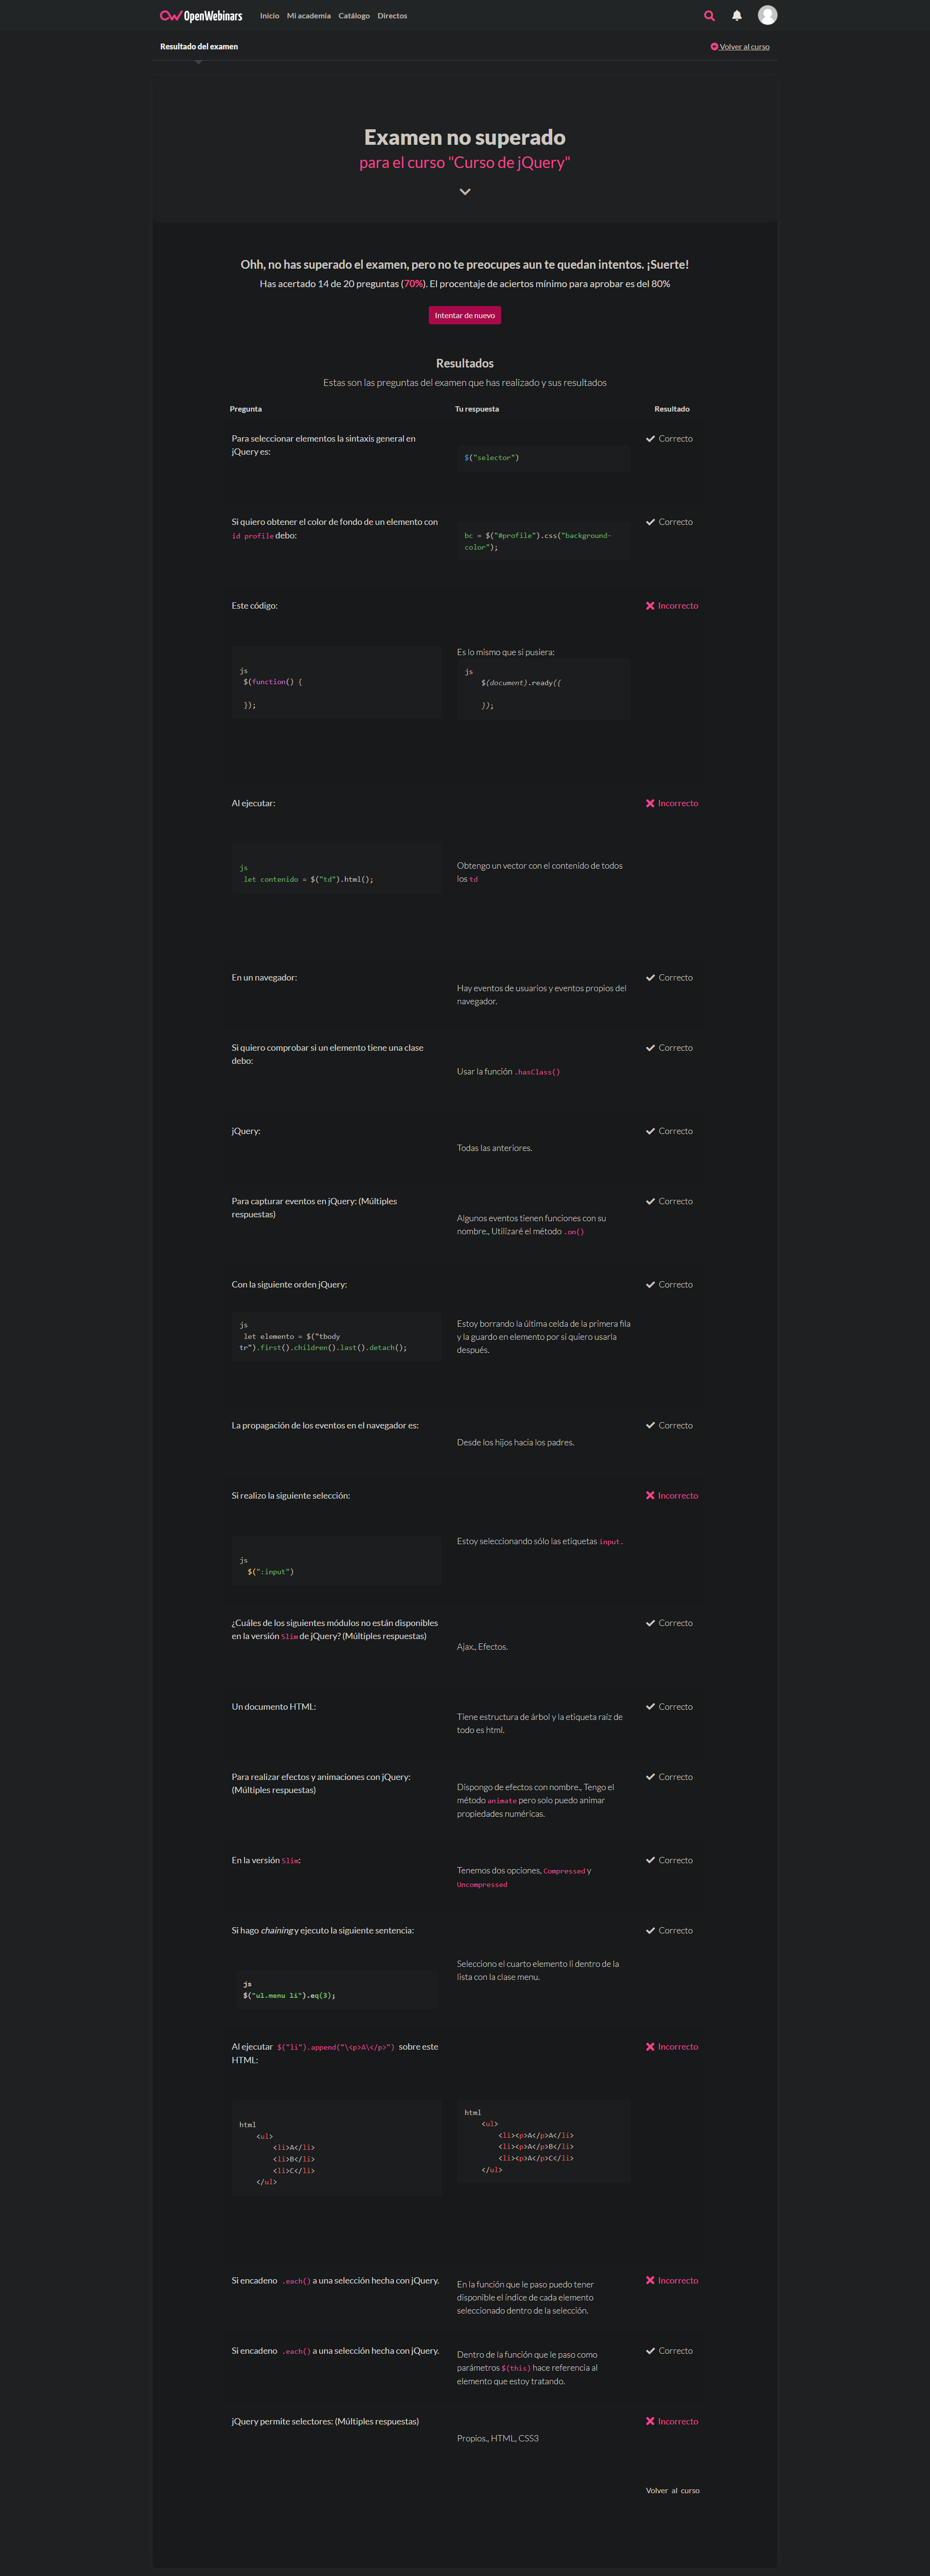 OpenWebinars Inicio Mi academia Catálogo Directos
Resultado del examen Volver al curso
Examen no superado
para el curso "Curso de jQuery"
Ohh, no has superado el examen, pero no te preocupes aun te quedan intentos. ¡Suerte!
Has acertado 14 de 20 preguntas (70%). El procentaje de aciertos mínimo para aprobar es del 80%
Intentar de nuevo
Resultados
Estas son las preguntas del examen que has realizado y sus resultados
Pregunta Tu respuesta Resultado
Para seleccionar elementos la sintaxis general en
jQuery es:
$("selector")
Correcto
Si quiero obtener el color de fondo de un elemento con
id profile debo:
bc = $("#profile").css("background-
color");
Correcto
Este código:
js
$(function() {
});
Es lo mismo que si pusiera:
js
$(document).ready({
});
Incorrecto
Al ejecutar:
js
let contenido = $("td").html();
Obtengo un vector con el contenido de todos
los td
Incorrecto
En un navegador:
Hay eventos de usuarios y eventos propios del
navegador.
Correcto
Si quiero comprobar si un elemento tiene una clase
debo:
Usar la función .hasClass()
Correcto
jQuery:
Todas las anteriores.
Correcto
Para capturar eventos en jQuery: (Múltiples
respuestas)
Algunos eventos tienen funciones con su
nombre., Utilizaré el método .on()
Correcto
Con la siguiente orden jQuery:
js
let elemento = $("tbody
tr").first().children().last().detach();
Estoy borrando la última celda de la primera fila
y la guardo en elemento por si quiero usarla
después.
Correcto
La propagación de los eventos en el navegador es:
Desde los hijos hacia los padres.
Correcto
Si realizo la siguiente selección:
js
$(":input")
Estoy seleccionando sólo las etiquetas input.
Incorrecto
¿Cuáles de los siguientes módulos no están disponibles
en la versión Slim de jQuery? (Múltiples respuestas)
Ajax., Efectos.
Correcto
Un documento HTML:
Tiene estructura de árbol y la etiqueta raíz de
todo es html.
Correcto
Para realizar efectos y animaciones con jQuery:
(Múltiples respuestas)
Dispongo de efectos con nombre., Tengo el
método animate pero solo puedo animar
propiedades numéricas.
Correcto
En la versión Slim:
Tenemos dos opciones, Compressed y
Uncompressed
Correcto
Si hago chaining y ejecuto la siguiente sentencia:
js
$("ul.menu li").eq(3);
Selecciono el cuarto elemento li dentro de la
lista con la clase menu.
Correcto
Al ejecutar $("li").append("\<p>A\</p>") sobre este
HTML:
html
<ul>
<li>A</li>
<li>B</li>
<li>C</li>
</ul>
html
<ul>
<li><p>A</p>A</li>
<li><p>A</p>B</li>
<li><p>A</p>C</li>
</ul>
Incorrecto
Si encadeno .each() a una selección hecha con jQuery.
En la función que le paso puedo tener
disponible el índice de cada elemento
seleccionado dentro de la selección.
Incorrecto
Si encadeno .each() a una selección hecha con jQuery.
Dentro de la función que le paso como
parámetros $(this) hace referencia al
elemento que estoy tratando.
Correcto
jQuery permite selectores: (Múltiples respuestas)
Propios., HTML, CSS3
Incorrecto
Volver al curso